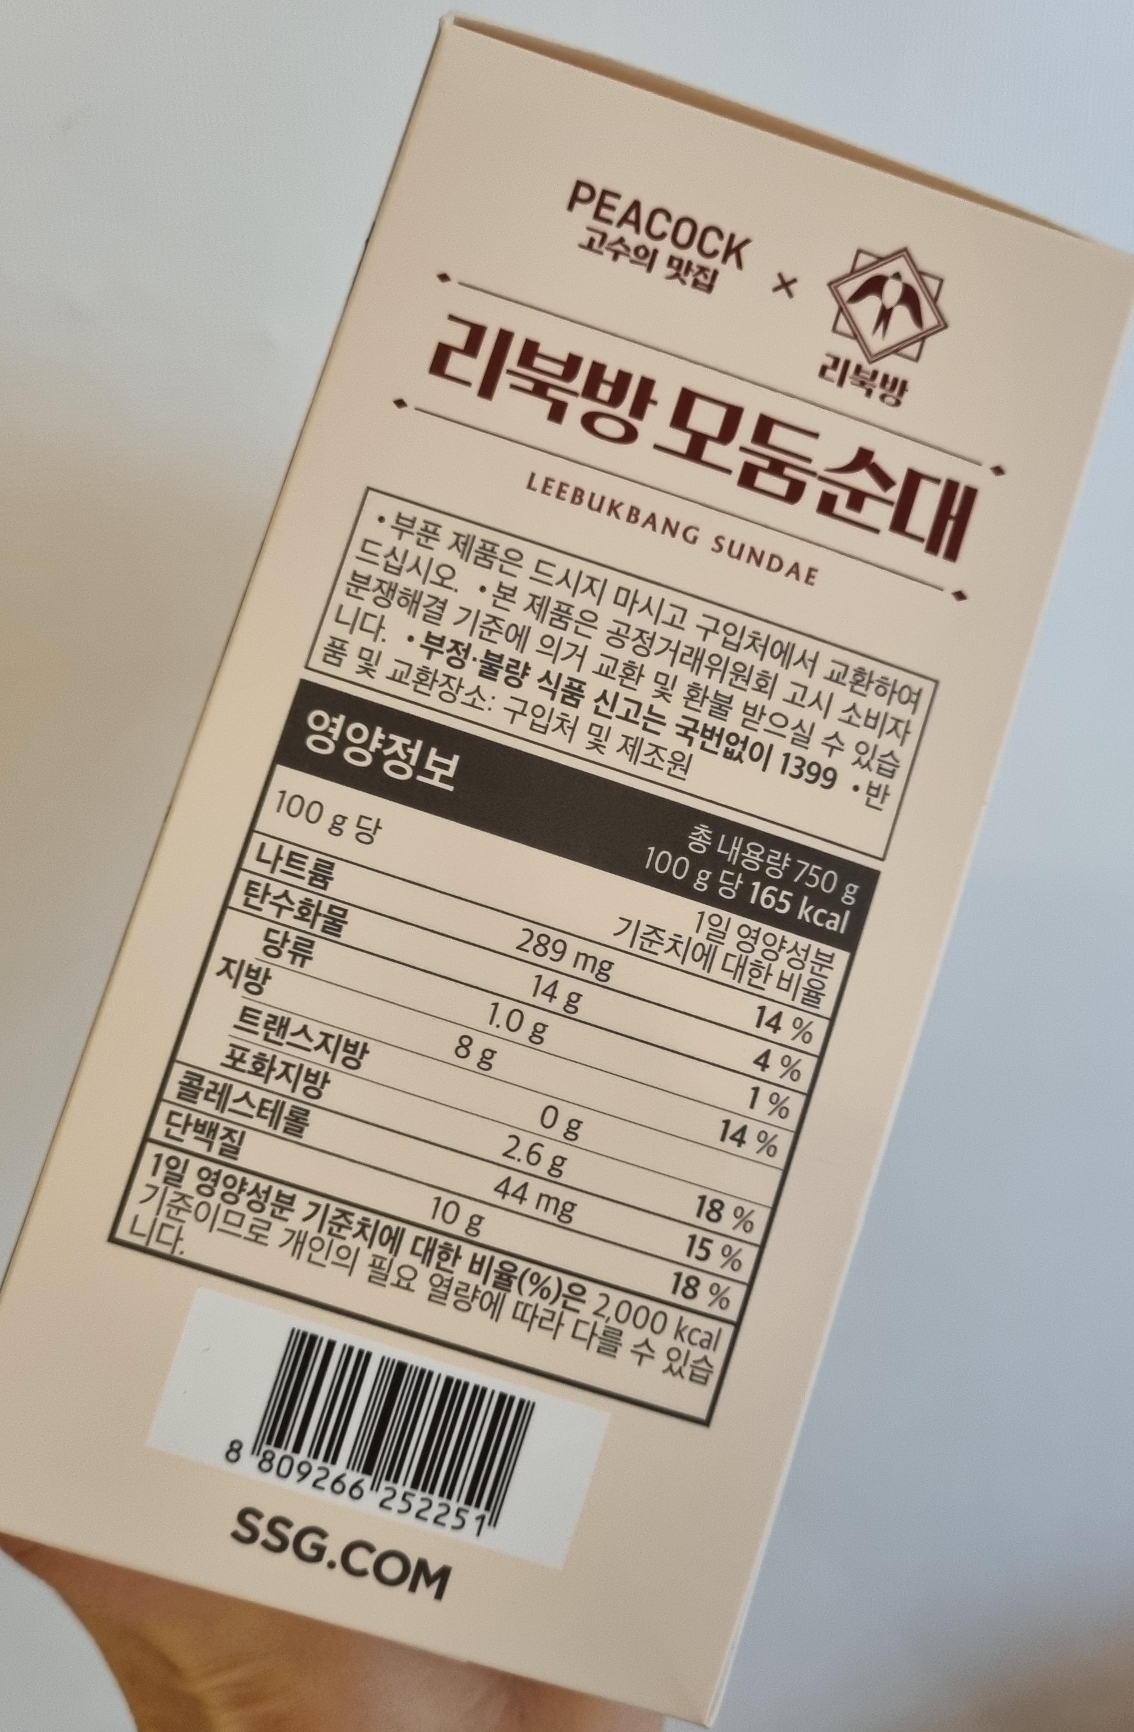 PEACOCK
고수의 맛집
×
리북방
리북방 모둠순대
LEEBUKBANG SUNDAE
•부푼 제품은 드시지 마시고 구입처에서 교환하여
드십시오. •본 제품은 공정거래위원회 고시 소비자
분쟁해결 기준에 의거 교환 및 환불 받으실 수 있습
니다. •부정·불량 식품 신고는 국번없이 1399 •반
품 및 교환장소: 구입처 및 제조원
영양정보
총 내용량 750 g
100 g 당 165 kcal
100 g 당
1일 영양성분
기준치에 대한 비율
나트륨 289 mg 14 %
탄수화물 14 g 4 %
당류 1.0 g 1 %
지방 8 g 14 %
트랜스지방 0 g
포화지방 2.6 g 18 %
콜레스테롤 44 mg 15 %
단백질 10 g 18 %
1일 영양성분 기준치에 대한 비율(%)은 2,000 kcal
기준이므로 개인의 필요 열량에 따라 다를 수 있습
니다.
8 809266 252251
SSG.COM